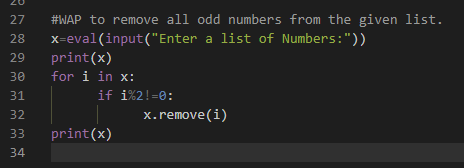 26
27 #WAP to remove all odd numbers from the given list.
28 x=eval(input("Enter a list of Numbers:"))
29 print(x)
30 for i in x:
31 if i%2!=0:
32 x.remove(i)
33 print(x)
34